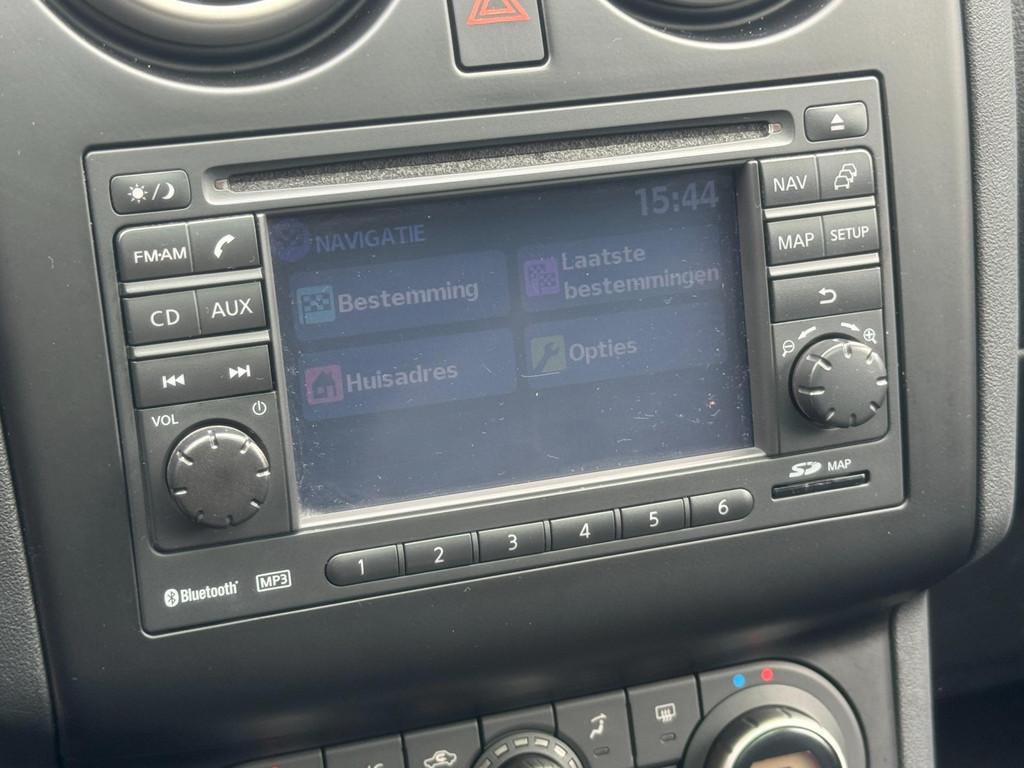 15:44
NAV
FM·AM
NAVIGATIE
MAP
SETUP
Laatste
bestemmingen
Bestemming
CD
AUX
Opties
Huisadres
VOL
SD MAP
1 2 3 4 5 6
Bluetooth
MP3